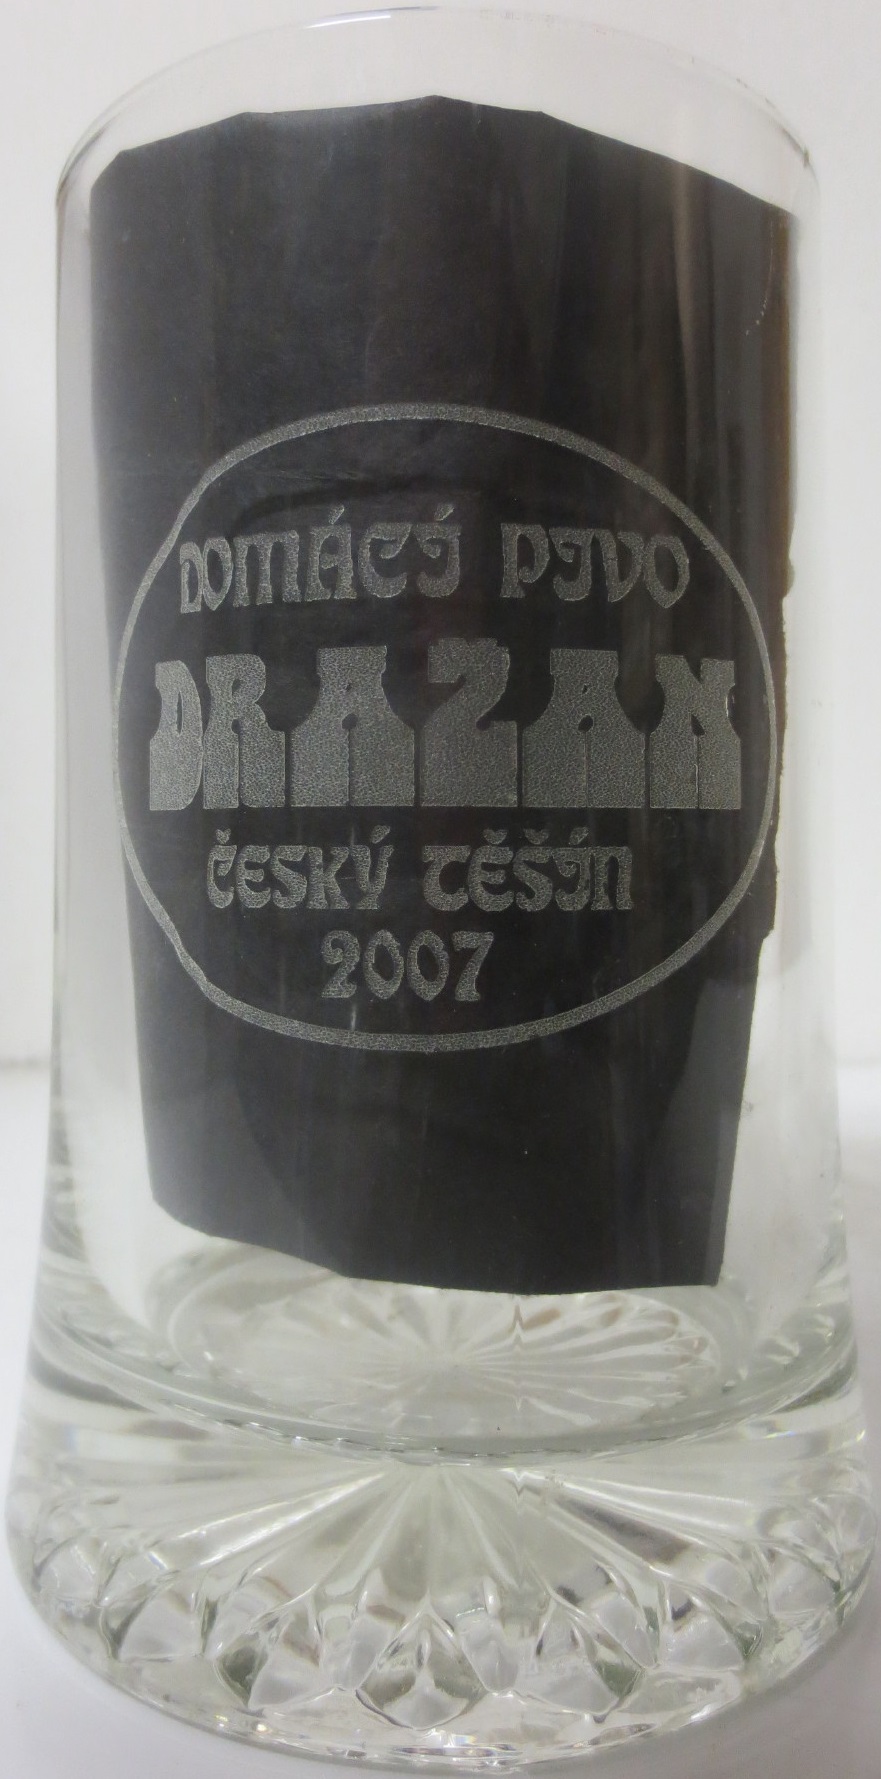 DOMÁCÍ PIVO
DRAŽAN
ČESKÝ TĚŠÍN
2007